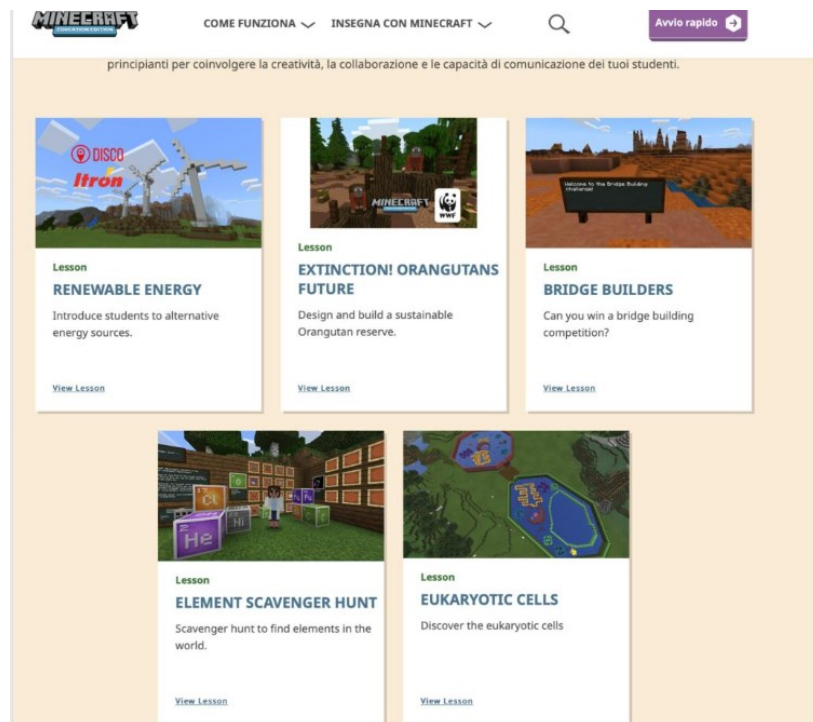 MINECRAFT
EDUCATION EDITION
COME FUNZIONA
INSEGNA CON MINECRAFT
Avvio rapido
principianti per coinvolgere la creatività, la collaborazione e le capacità di comunicazione dei tuoi studenti.
DISCO
Itron
Lesson
RENEWABLE ENERGY
Introduce students to alternative
energy sources.
View Lesson
MINECRAFT
WWF
Lesson
EXTINCTION! ORANGUTANS
FUTURE
Design and build a sustainable
Orangutan reserve.
View Lesson
Welcome to the Bridge Building
challenge!
Lesson
BRIDGE BUILDERS
Can you win a bridge building
competition?
View Lesson
Cl
He
Ni
Lesson
ELEMENT SCAVENGER HUNT
Scavenger hunt to find elements in the
world.
View Lesson
Lesson
EUKARYOTIC CELLS
Discover the eukaryotic cells
View Lesson